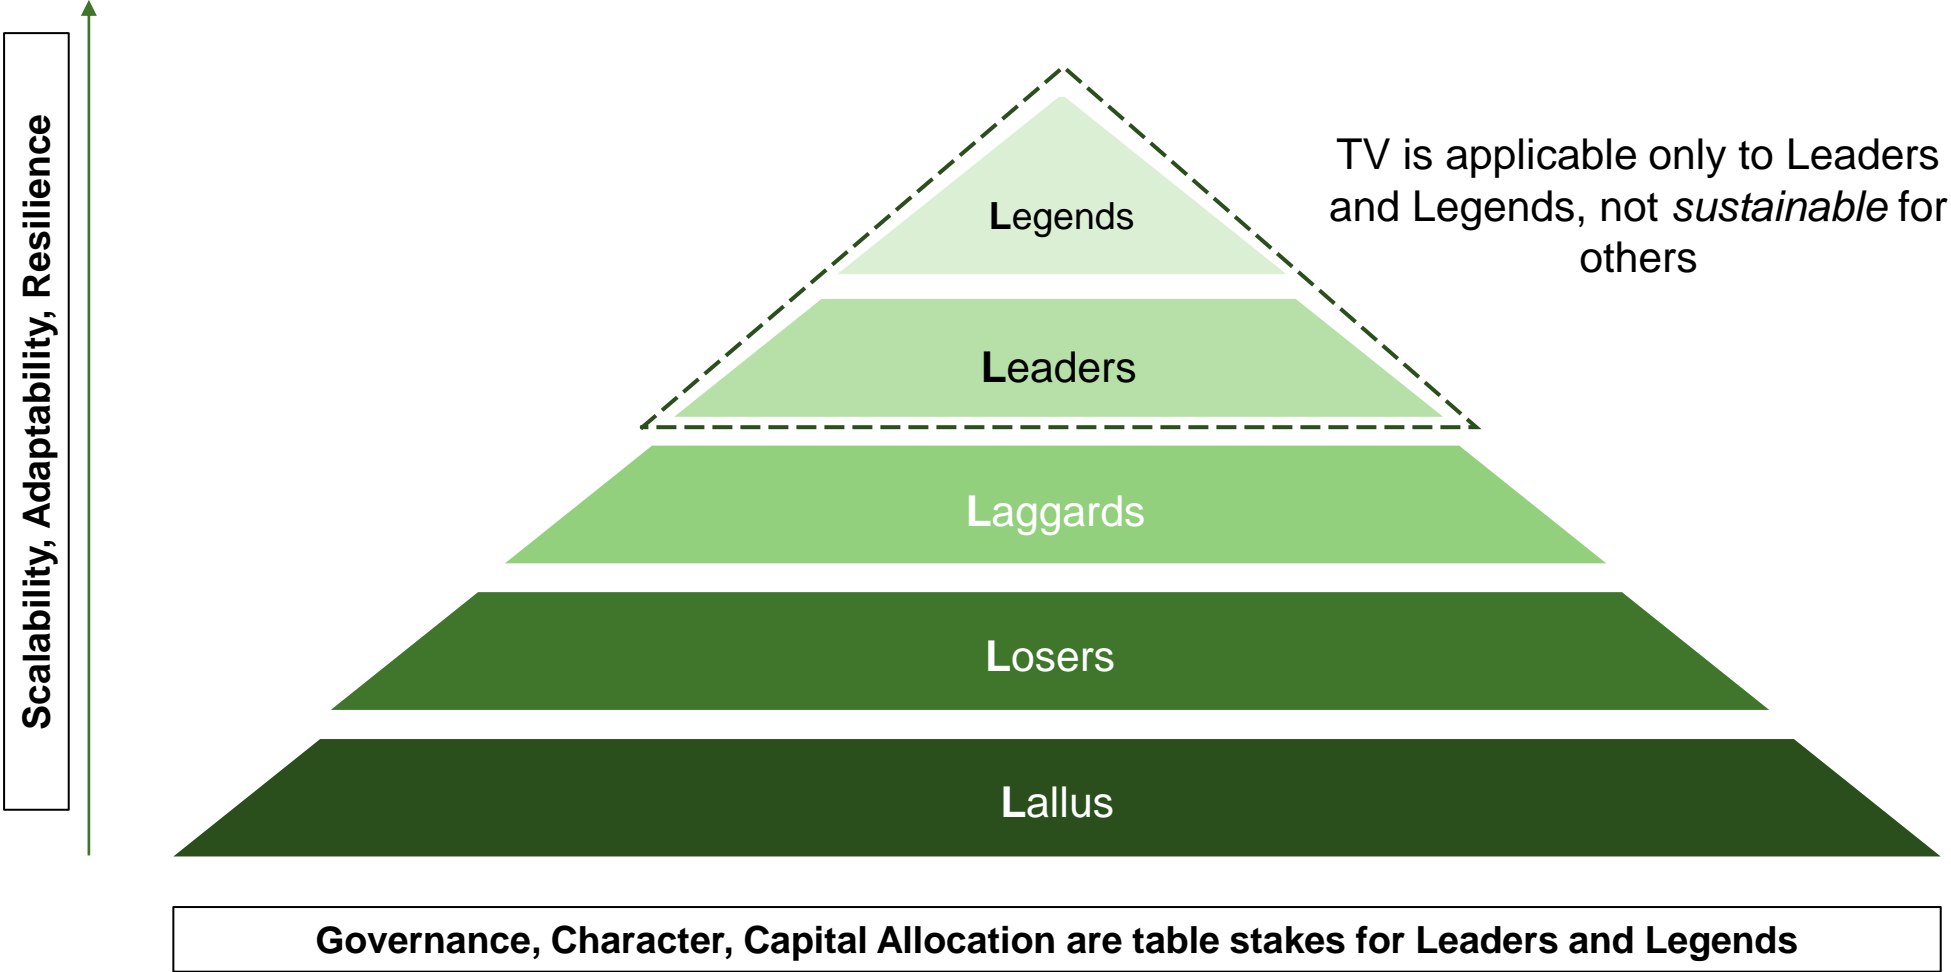 Scalability, Adaptability, Resilience
TV is applicable only to Leaders
and Legends, not sustainable for
others
Legends
Leaders
Laggards
Losers
Lallus
Governance, Character, Capital Allocation are table stakes for Leaders and Legends